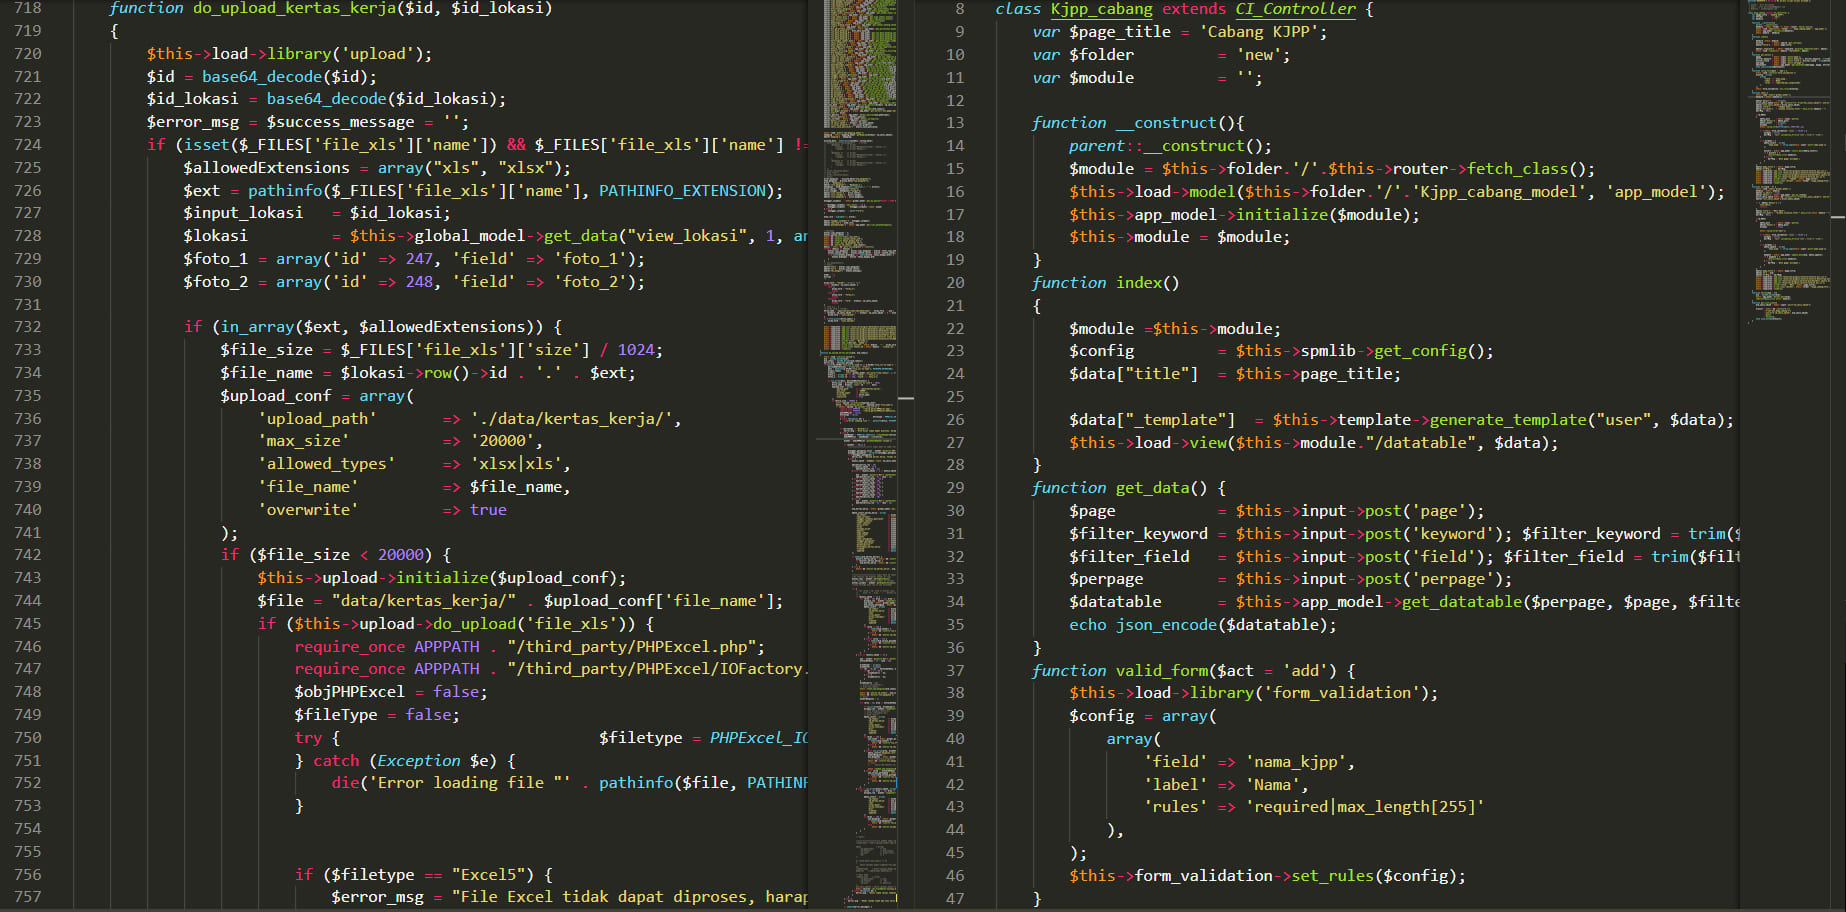 718 function do_upload_kertas_kerja($id, $id_lokasi)
719 {
720 $this->load->library('upload');
721 $id = base64_decode($id);
722 $id_lokasi = base64_decode($id_lokasi);
723 $error_msg = $success_message = '';
724 if (isset($_FILES['file_xls']['name']) && $_FILES['file_xls']['name'] !=
725 $allowedExtensions = array("xls", "xlsx");
726 $ext = pathinfo($_FILES['file_xls']['name'], PATHINFO_EXTENSION);
727 $input_lokasi = $id_lokasi;
728 $lokasi = $this->global_model->get_data("view_lokasi", 1, ar
729 $foto_1 = array('id' => 247, 'field' => 'foto_1');
730 $foto_2 = array('id' => 248, 'field' => 'foto_2');
731
732 if (in_array($ext, $allowedExtensions)) {
733 $file_size = $_FILES['file_xls']['size'] / 1024;
734 $file_name = $lokasi->row()->id . '.' . $ext;
735 $upload_conf = array(
736 'upload_path' => './data/kertas_kerja/',
737 'max_size' => '20000',
738 'allowed_types' => 'xlsx|xls',
739 'file_name' => $file_name,
740 'overwrite' => true
741 );
742 if ($file_size < 20000) {
743 $this->upload->initialize($upload_conf);
744 $file = "data/kertas_kerja/" . $upload_conf['file_name'];
745 if ($this->upload->do_upload('file_xls')) {
746 require_once APPPATH . "/third_party/PHPExcel.php";
747 require_once APPPATH . "/third_party/PHPExcel/IOFactory.
748 $objPHPExcel = false;
749 $fileType = false;
750 try { $filetype = PHPExcel_IO
751 } catch (Exception $e) {
752 die('Error loading file "' . pathinfo($file, PATHINF
753 }
754
755
756 if ($filetype == "Excel5") {
757 $error_msg = "File Excel tidak dapat diproses, harap
8 class Kjpp_cabang extends CI_Controller {
9 var $page_title = 'Cabang KJPP';
10 var $folder = 'new';
11 var $module = '';
12
13 function __construct(){
14 parent::__construct();
15 $module = $this->folder.'/'.$this->router->fetch_class();
16 $this->load->model($this->folder.'/'.'Kjpp_cabang_model', 'app_model');
17 $this->app_model->initialize($module);
18 $this->module = $module;
19 }
20 function index()
21 {
22 $module =$this->module;
23 $config = $this->spmlib->get_config();
24 $data["title"] = $this->page_title;
25
26 $data["_template"] = $this->template->generate_template("user", $data);
27 $this->load->view($this->module."/datatable", $data);
28 }
29 function get_data() {
30 $page = $this->input->post('page');
31 $filter_keyword = $this->input->post('keyword'); $filter_keyword = trim($
32 $filter_field = $this->input->post('field'); $filter_field = trim($filt
33 $perpage = $this->input->post('perpage');
34 $datatable = $this->app_model->get_datatable($perpage, $page, $filte
35 echo json_encode($datatable);
36 }
37 function valid_form($act = 'add') {
38 $this->load->library('form_validation');
39 $config = array(
40 array(
41 'field' => 'nama_kjpp',
42 'label' => 'Nama',
43 'rules' => 'required|max_length[255]'
44 ),
45 );
46 $this->form_validation->set_rules($config);
47 }